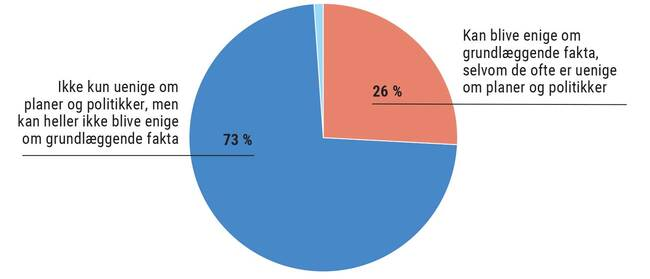 Kan blive enige om
grundlæggende fakta,
selvom de ofte er uenige
om planer og politikker
26 %
Ikke kun uenige om
planer og politikker, men
kan heller ikke blive enige
om grundlæggende fakta
73 %